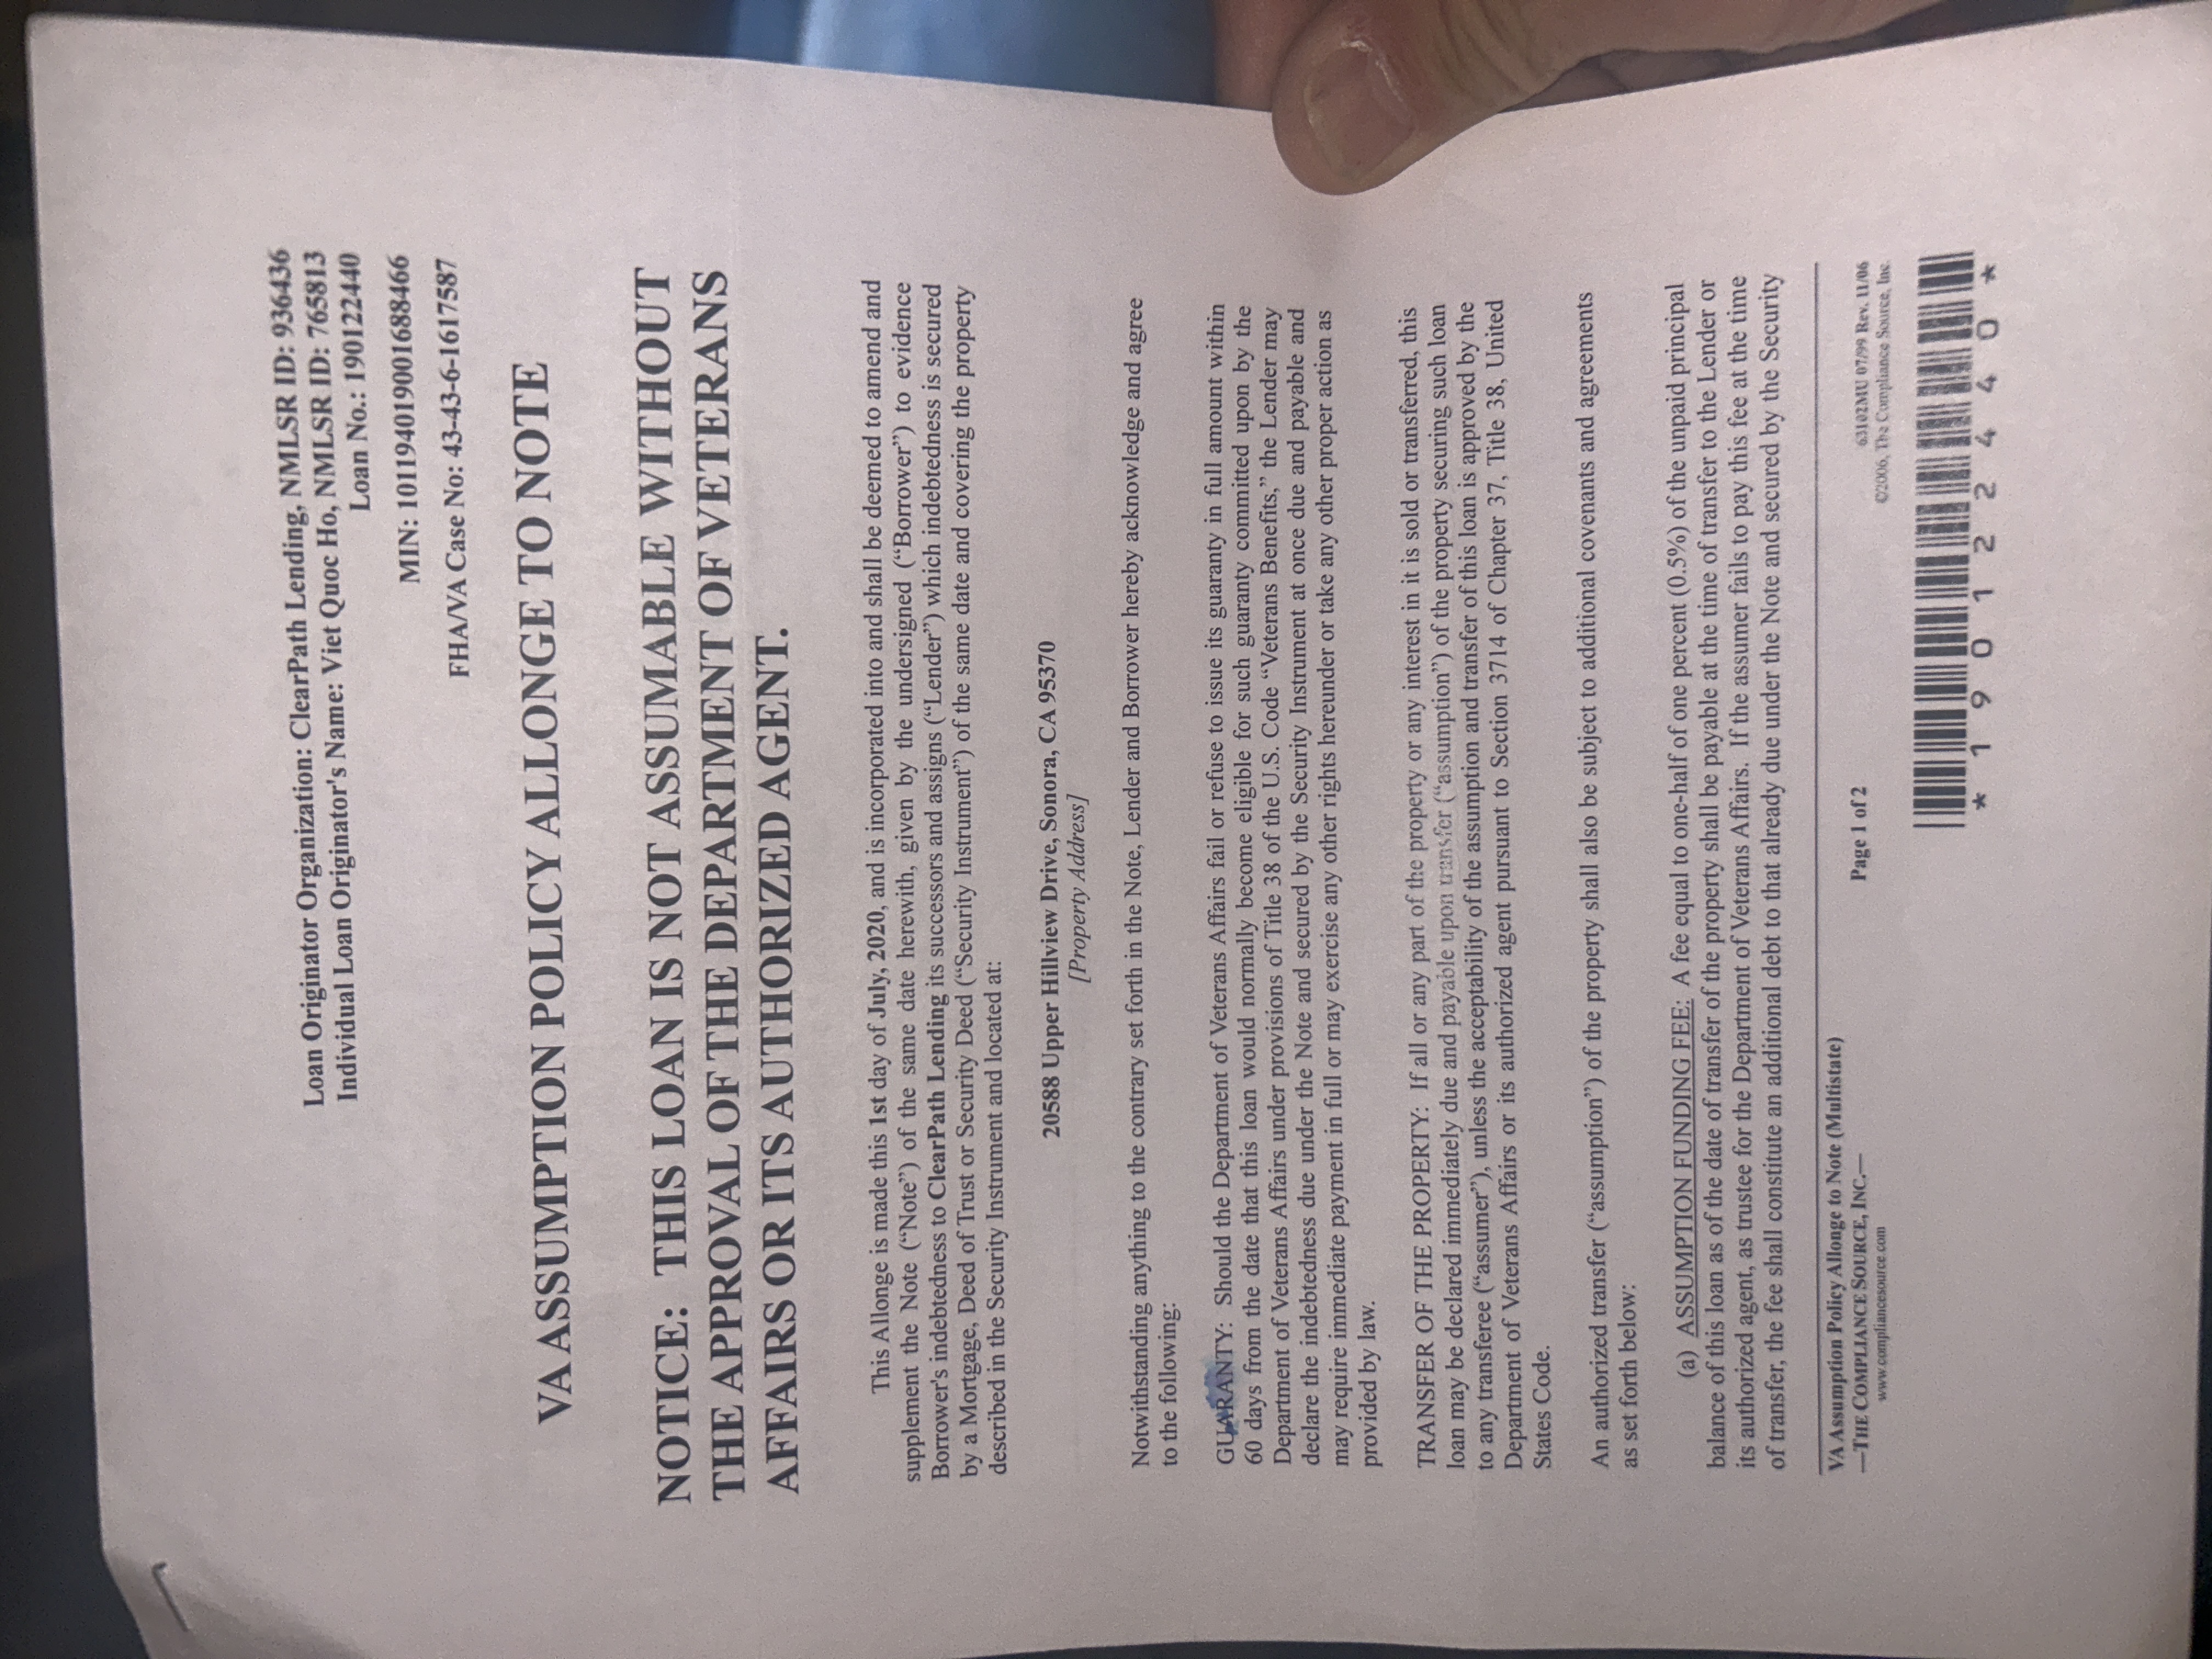 Loan Originator Organization: ClearPath Lending, NMLSR ID: 936436
Individual Loan Originator's Name: Viet Quoc Ho, NMLSR ID: 765813
Loan No.: 190122440
MIN: 101194019001688466
FHA/VA Case No: 43-43-6-1617587
VA ASSUMPTION POLICY ALLONGE TO NOTE
NOTICE: THIS LOAN IS NOT ASSUMABLE WITHOUT
THE APPROVAL OF THE DEPARTMENT OF VETERANS
AFFAIRS OR ITS AUTHORIZED AGENT.
This Allonge is made this 1st day of July, 2020, and is incorporated into and shall be deemed to amend and
supplement the Note (“Note”) of the same date herewith, given by the undersigned (“Borrower”) to evidence
Borrower's indebtedness to ClearPath Lending its successors and assigns (“Lender”) which indebtedness is secured
by a Mortgage, Deed of Trust or Security Deed (“Security Instrument”) of the same date and covering the property
described in the Security Instrument and located at:
20588 Upper Hillview Drive, Sonora, CA 95370
[Property Address]
Notwithstanding anything to the contrary set forth in the Note, Lender and Borrower hereby acknowledge and agree
to the following:
GUARANTY: Should the Department of Veterans Affairs fail or refuse to issue its guaranty in full amount within
60 days from the date that this loan would normally become eligible for such guaranty committed upon by the
Department of Veterans Affairs under provisions of Title 38 of the U.S. Code “Veterans Benefits,” the Lender may
declare the indebtedness due under the Note and secured by the Security Instrument at once due and payable and
may require immediate payment in full or may exercise any other rights hereunder or take any other proper action as
provided by law.
TRANSFER OF THE PROPERTY: If all or any part of the property or any interest in it is sold or transferred, this
loan may be declared immediately due and payable upon transfer (“assumption”) of the property securing such loan
to any transferee (“assumer”), unless the acceptability of the assumption and transfer of this loan is approved by the
Department of Veterans Affairs or its authorized agent pursuant to Section 3714 of Chapter 37, Title 38, United
States Code.
An authorized transfer (“assumption”) of the property shall also be subject to additional covenants and agreements
as set forth below:
(a) ASSUMPTION FUNDING FEE: A fee equal to one-half of one percent (0.5%) of the unpaid principal
balance of this loan as of the date of transfer of the property shall be payable at the time of transfer to the Lender or
its authorized agent, as trustee for the Department of Veterans Affairs. If the assumer fails to pay this fee at the time
of transfer, the fee shall constitute an additional debt to that already due under the Note and secured by the Security
VA Assumption Policy Allonge to Note (Multistate)
—THE COMPLIANCE SOURCE, INC.—
www.compliancesource.com
Page 1 of 2
63102MU 07/99 Rev. 11/06
©2006, The Compliance Source, Inc.
* 1 9 0 1 2 2 4 4 0 *